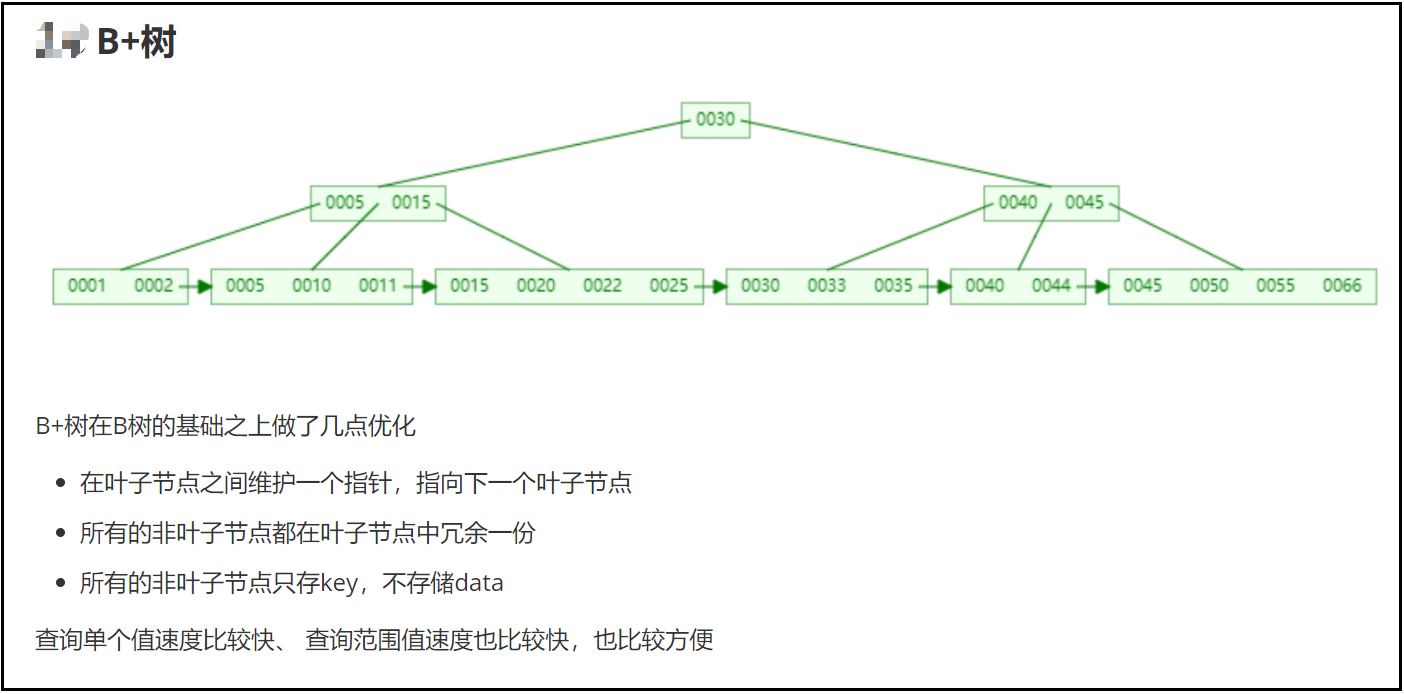 B+树
0030
0005 0015 0040 0045
0001 0002 0005 0010 0011 0015 0020 0022 0025 0030 0033 0035 0040 0044 0045 0050 0055 0066
B+树在B树的基础之上做了几点优化
在叶子节点之间维护一个指针，指向下一个叶子节点
所有的非叶子节点都在叶子节点中冗余一份
所有的非叶子节点只存key，不存储data
查询单个值速度比较快、 查询范围值速度也比较快，也比较方便